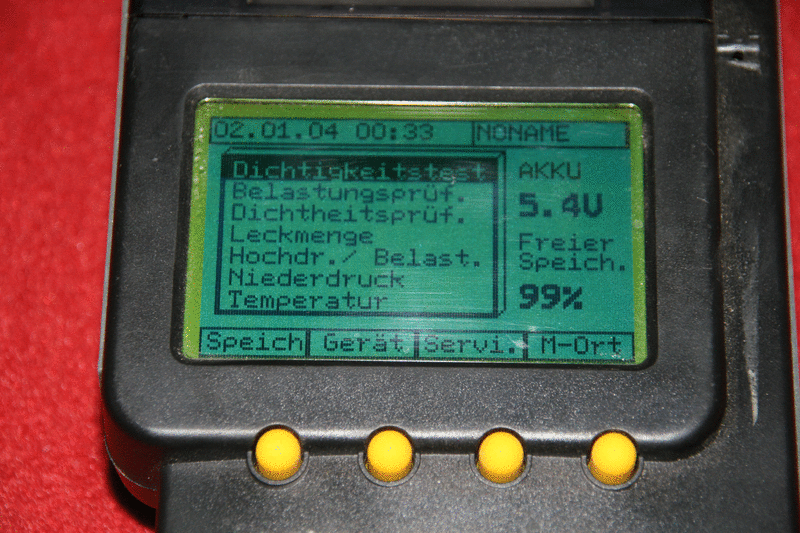 02.01.04 00:33 NONAME
Dichtigkeitstest
Belastungsprüf.
Dichtheitsprüf.
Leckmenge
Hochdr./ Belast.
Niederdruck
Temperatur
AKKU
5.4V
Freier
Speich.
99%
Speich Gerät Servi. M-Ort